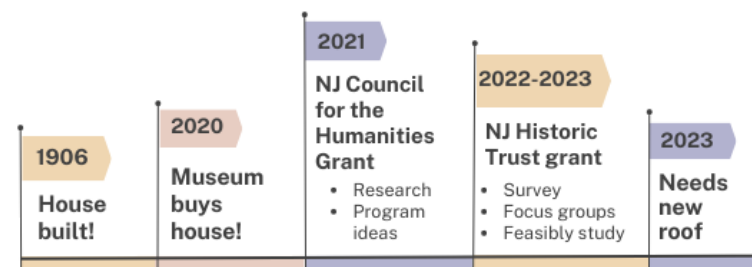 1906
House
built!
2020
Museum
buys
house!
2021
NJ Council
for the
Humanities
Grant
• Research
• Program
ideas
2022-2023
NJ Historic
Trust grant
• Survey
• Focus groups
• Feasibly study
2023
Needs
new
roof